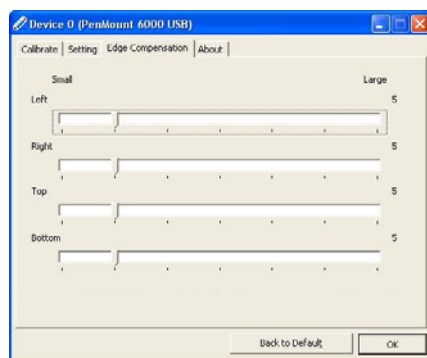 Device 0 (PenMount 6000 USB)
Calibrate Setting Edge Compensation About
Small Large
Left 5
Right 5
Top 5
Bottom 5
Back to Default OK